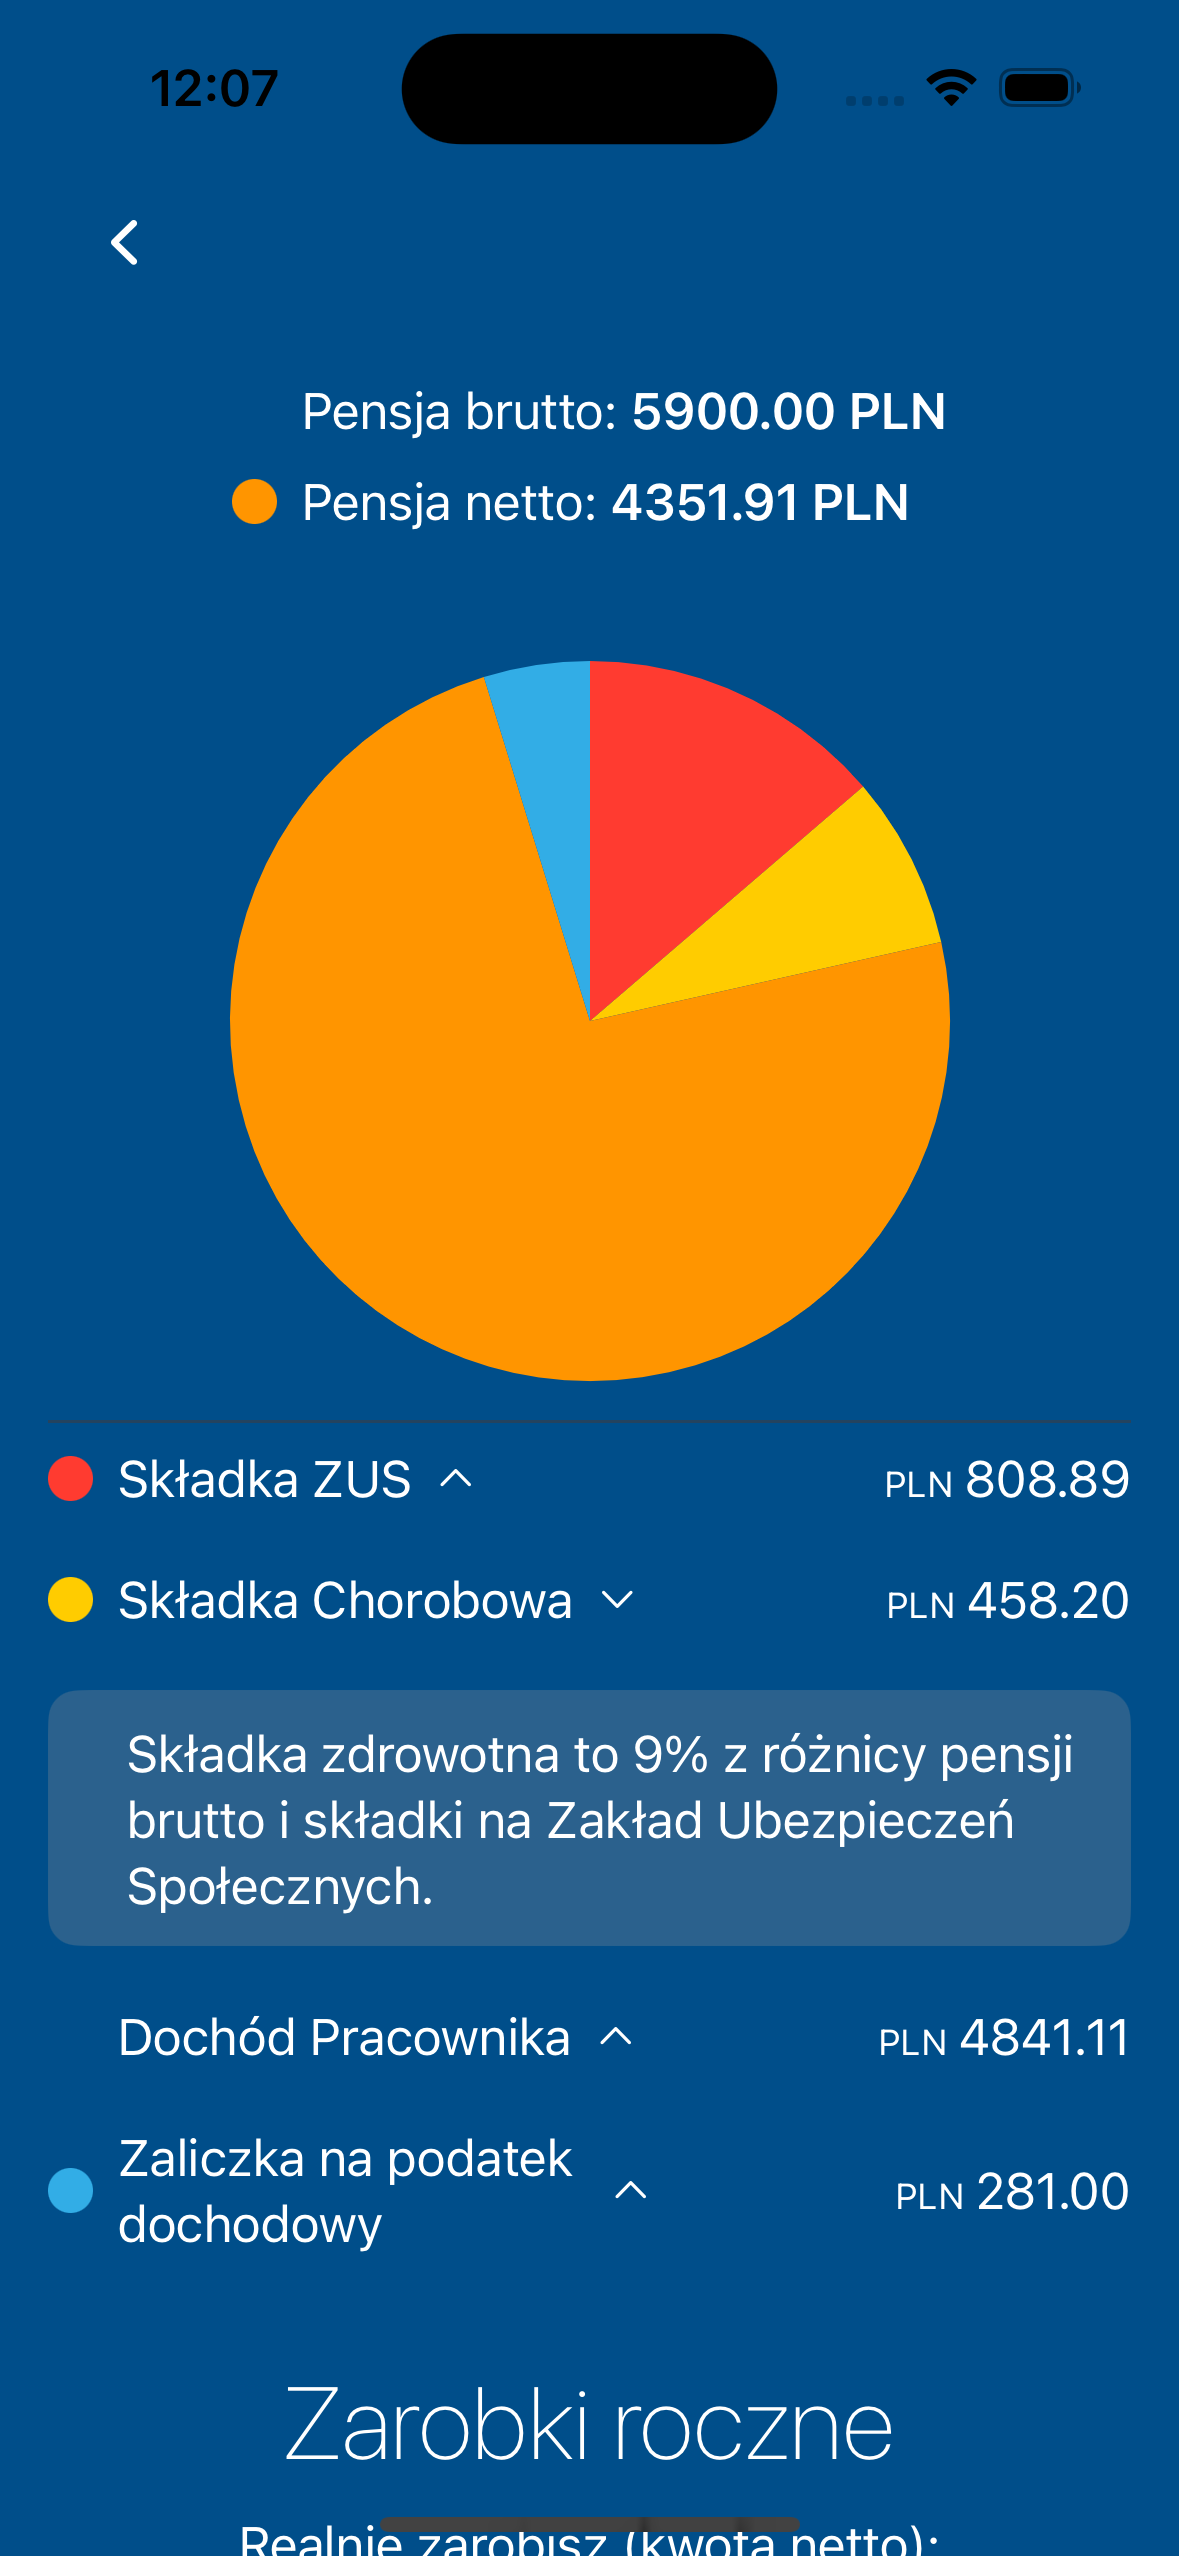 12:07
Pensja brutto: 5900.00 PLN
Pensja netto: 4351.91 PLN
Składka ZUS PLN 808.89
Składka Chorobowa PLN 458.20
Składka zdrowotna to 9% z różnicy pensji
brutto i składki na Zakład Ubezpieczeń
Społecznych.
Dochód Pracownika PLN 4841.11
Zaliczka na podatek
dochodowy PLN 281.00
Zarobki roczne
Realnie zarobisz (kwota netto):